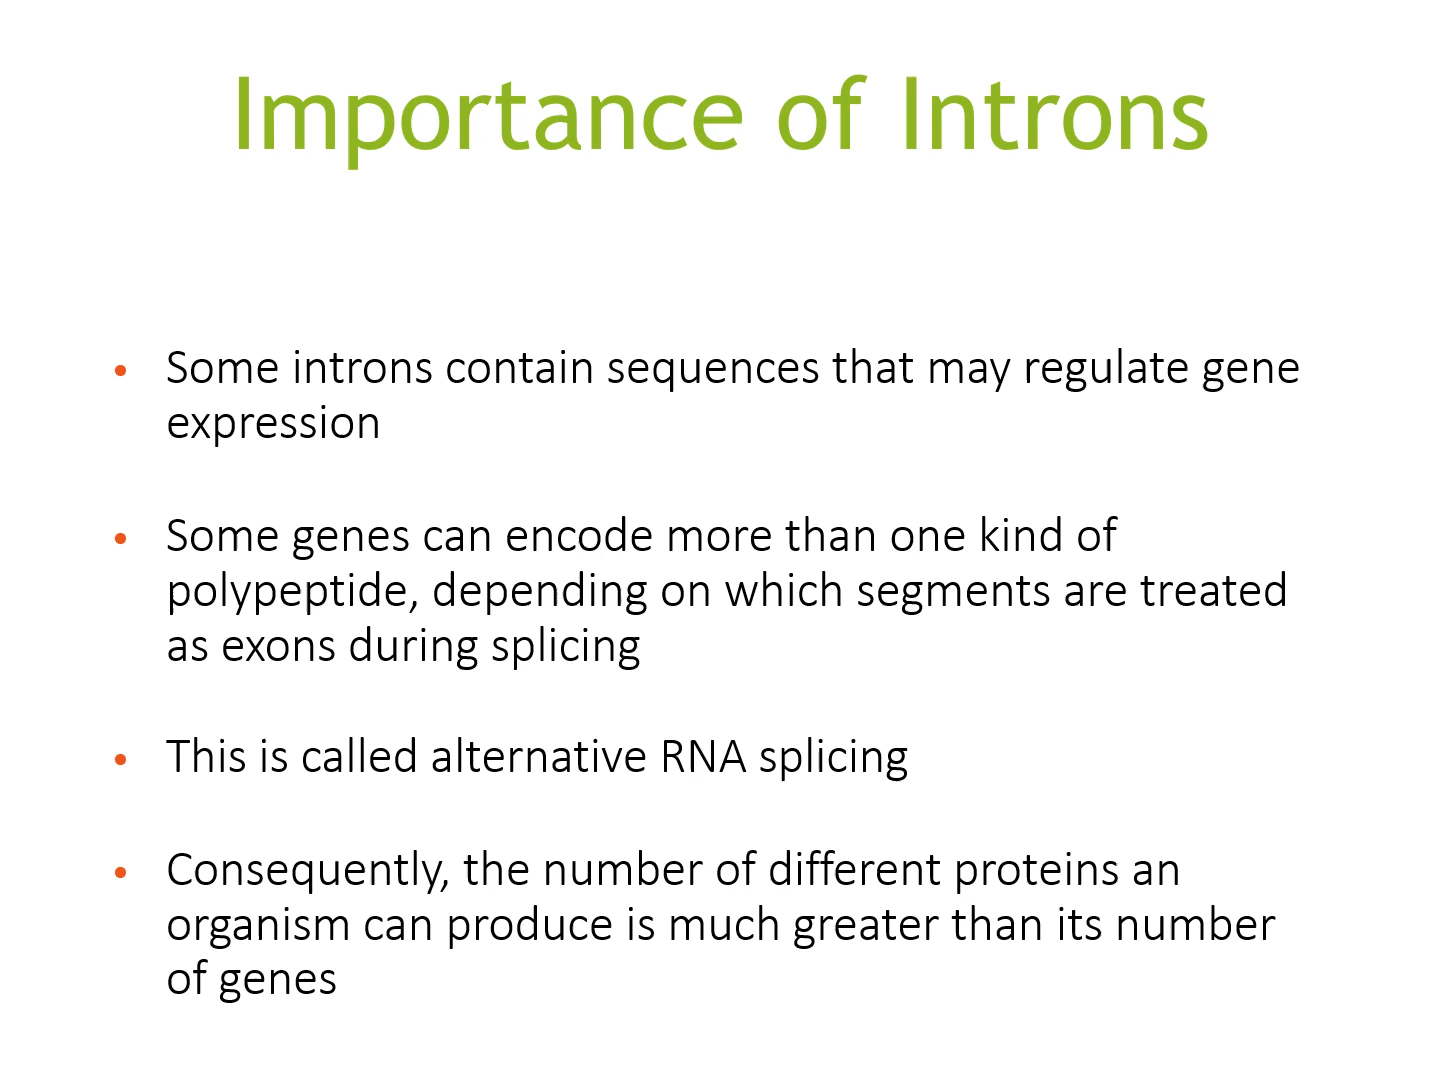 Importance of Introns
• Some introns contain sequences that may regulate gene
expression
• Some genes can encode more than one kind of
polypeptide, depending on which segments are treated
as exons during splicing
• This is called alternative RNA splicing
• Consequently, the number of different proteins an
organism can produce is much greater than its number
of genes